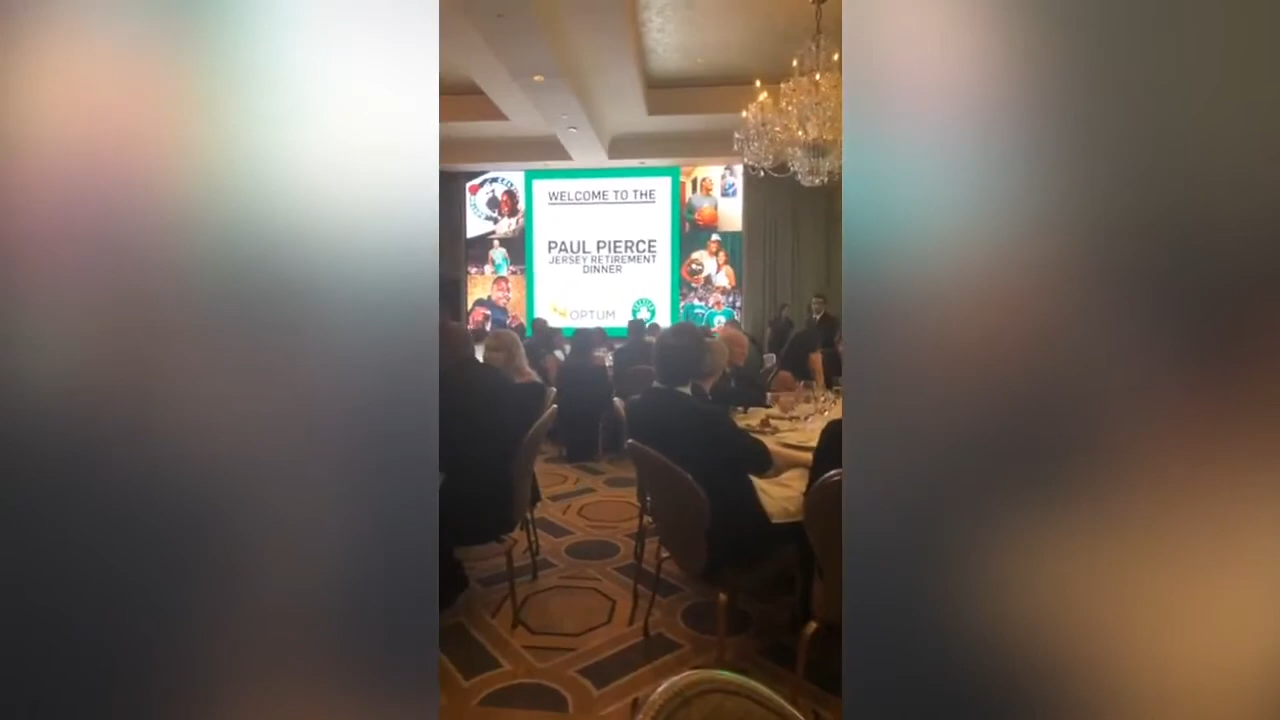 WELCOME TO THE
PAUL PIERCE
JERSEY RETIREMENT
DINNER
OPTUM